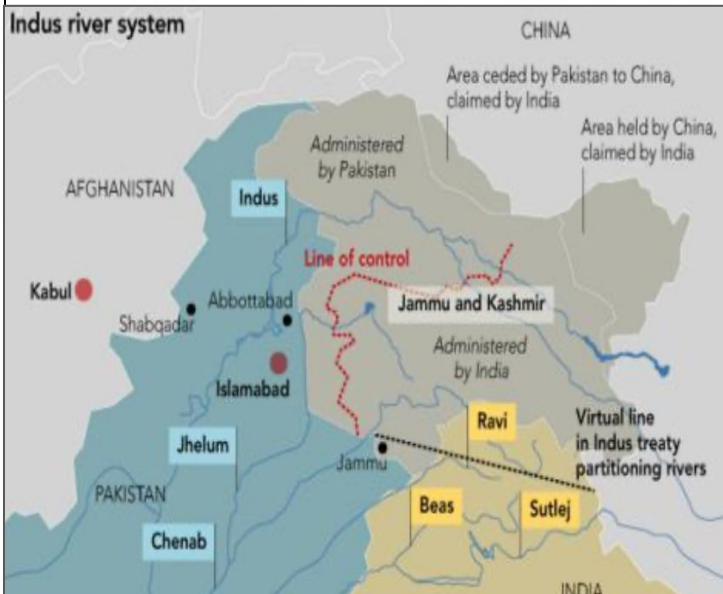 Indus river system
CHINA
Area ceded by Pakistan to China,
claimed by India
Area held by China,
claimed by India
Administered
by Pakistan
AFGHANISTAN
Indus
Line of control
Kabul
Abbottabad
Shabqadar
Jammu and Kashmir
Administered
by India
Islamabad
Ravi
Virtual line
in Indus treaty
partitioning rivers
Jhelum
Jammu
PAKISTAN
Beas
Sutlej
Chenab
INDIA